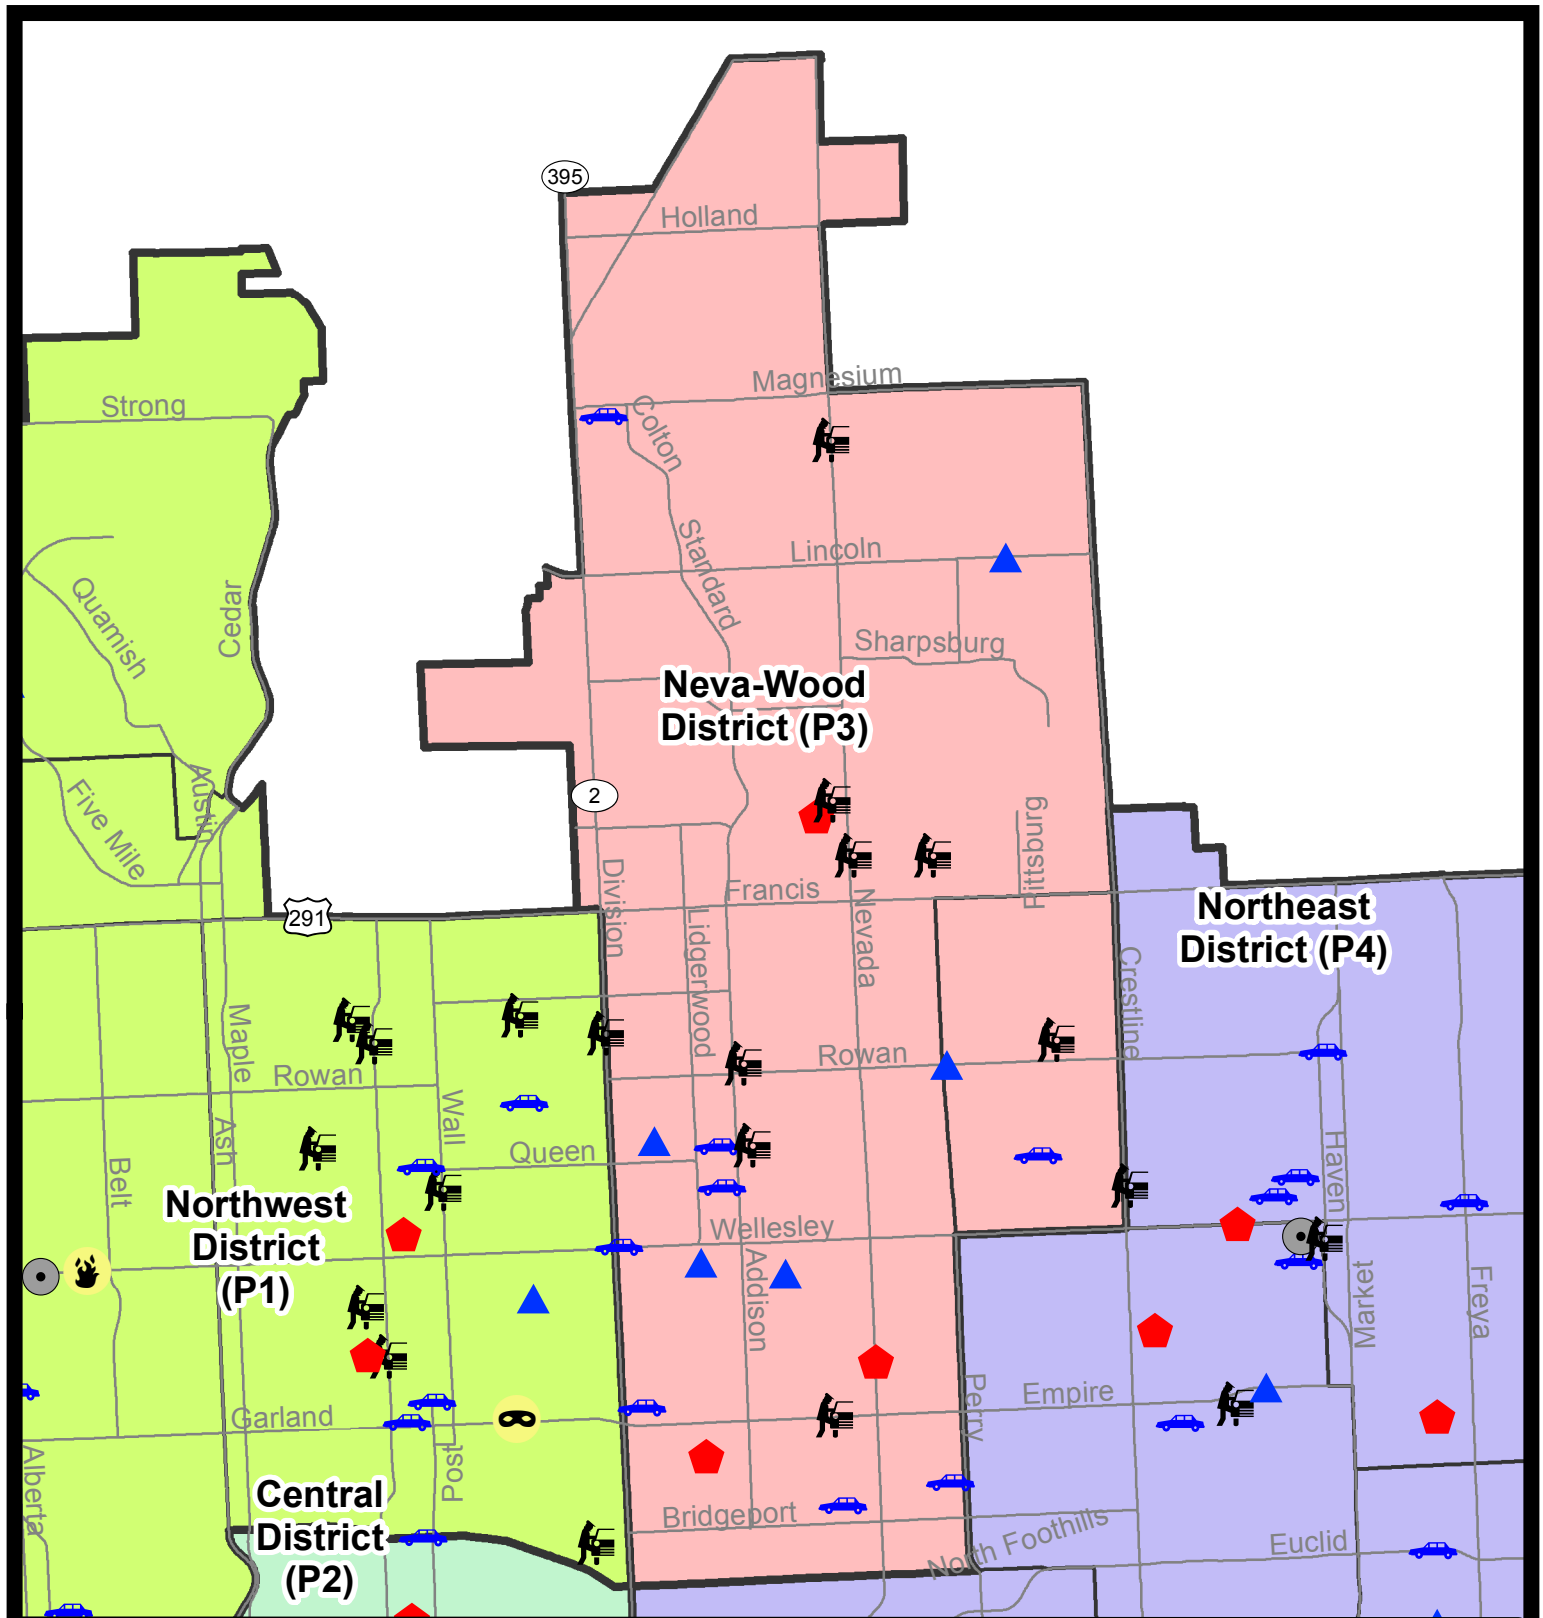 395
Holland
Magnesium
Strong
Colton
Standard
Lincoln
Quamish
Cedar
Sharpsburg
Neva-Wood
District (P3)
Austin
Five Mile
2
Pittsburg
Division
Francis
Nevada
Northeast
District (P4)
291
Lidgerwood
Crestline
Maple
Rowan
Rowan
Wall
Ash
Queen
Belt
Haven
Northwest
District
(P1)
Wellesley
Addison
Market
Freya
Perry
Empire
Garland
Post
Alberta
Central
District
(P2)
Bridgeport
North Foothills
Euclid